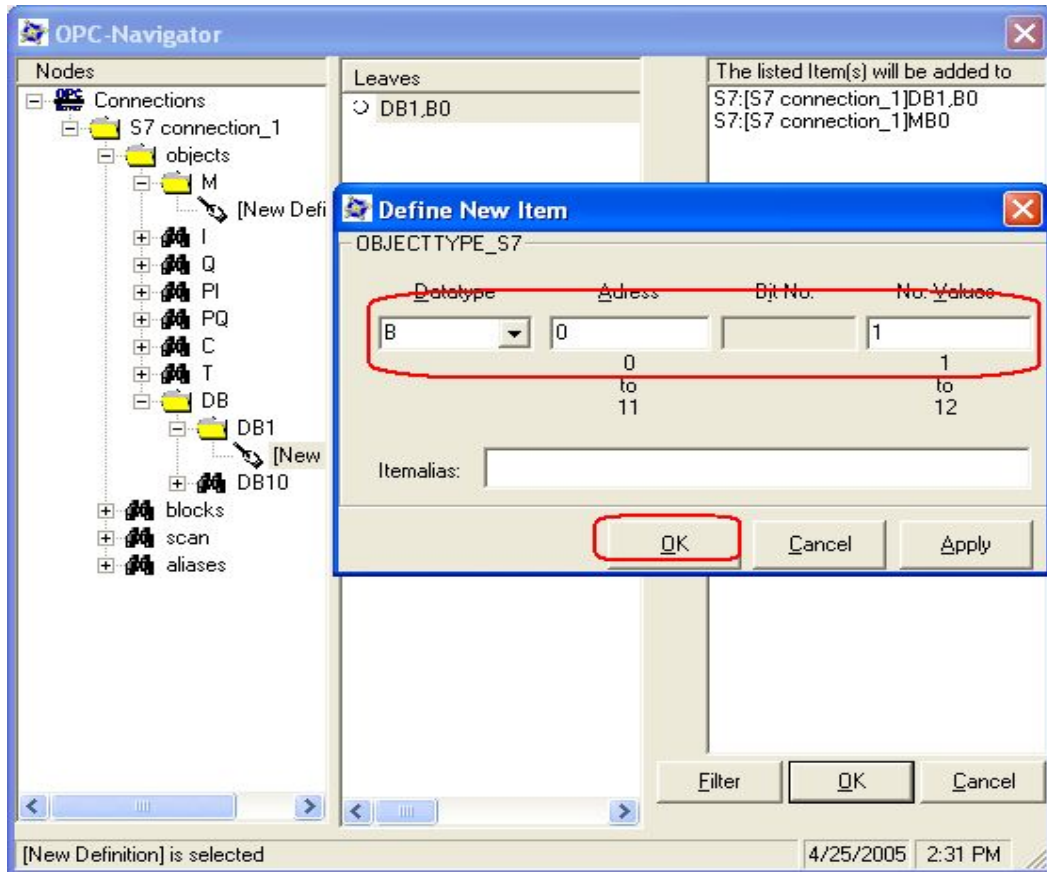 OPC-Navigator
Nodes
Connections
S7 connection_1
objects
M
[New Defi
I
Q
PI
PQ
C
T
DB
DB1
[New
DB10
blocks
scan
aliases
Leaves
DB1,B0
The listed Item(s) will be added to
S7:[S7 connection_1]DB1,B0
S7:[S7 connection_1]MB0
Define New Item
OBJECTTYPE_S7
Datatype Adress Bit No. No. Values
B 0 1
0 1
to to
11 12
Itemalias:
OK Cancel Apply
Filter OK Cancel
[New Definition] is selected 4/25/2005 2:31 PM